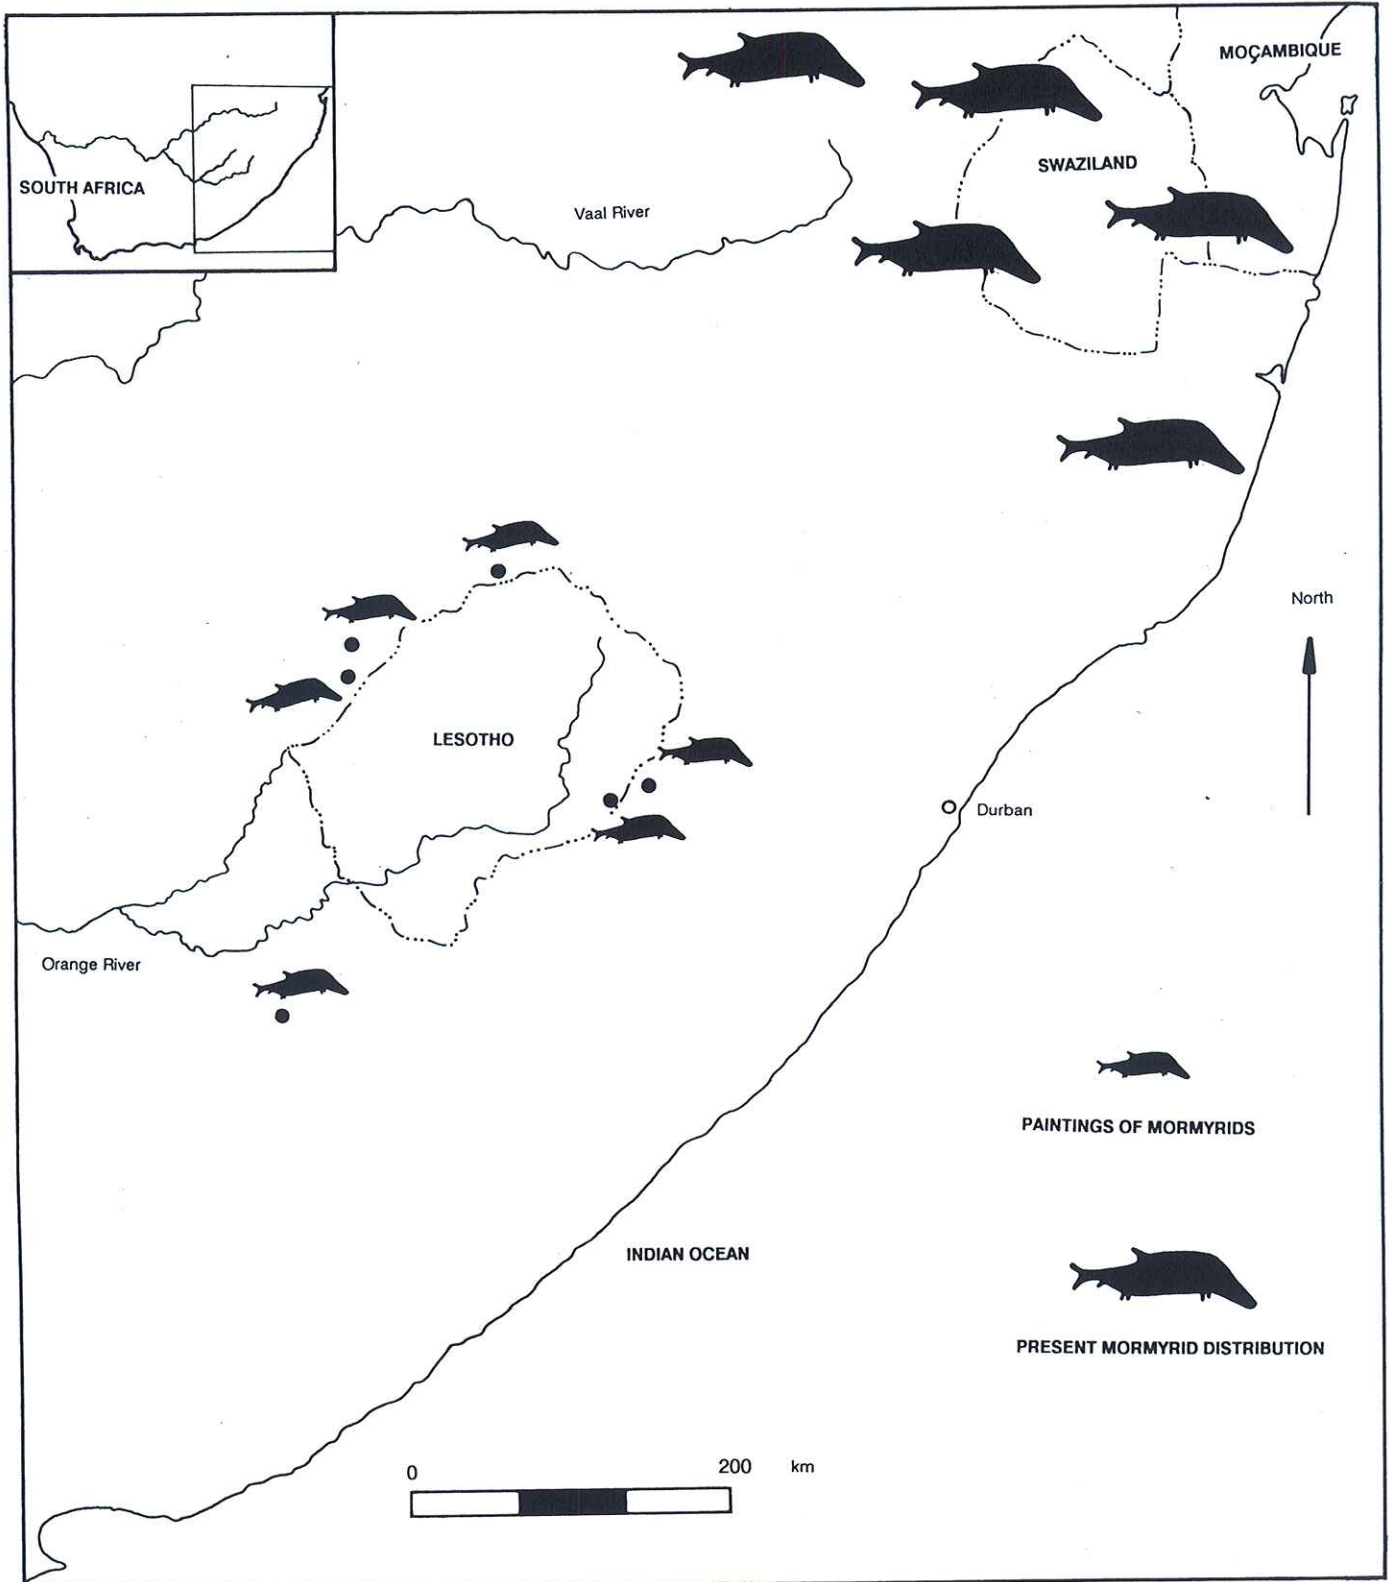 MOÇAMBIQUE
SWAZILAND
SOUTH AFRICA
Vaal River
North
LESOTHO
Durban
Orange River
PAINTINGS OF MORMYRIDS
INDIAN OCEAN
PRESENT MORMYRID DISTRIBUTION
0 200 km